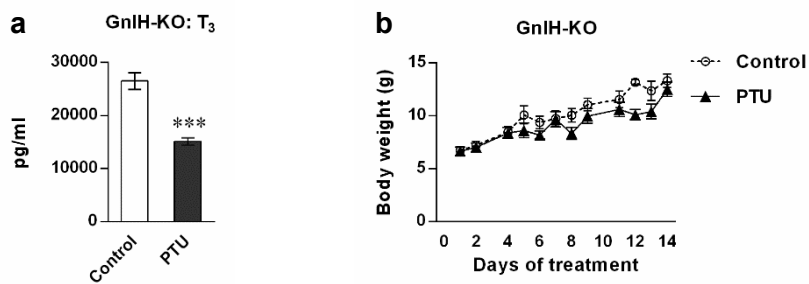 a
GnIH-KO: T3
30000
20000
10000
0
pg/ml
***
Control
PTU
b
GnIH-KO
15
10
5
0
Body weight (g)
0 2 4 6 8 10 12 14
Days of treatment
Control
PTU